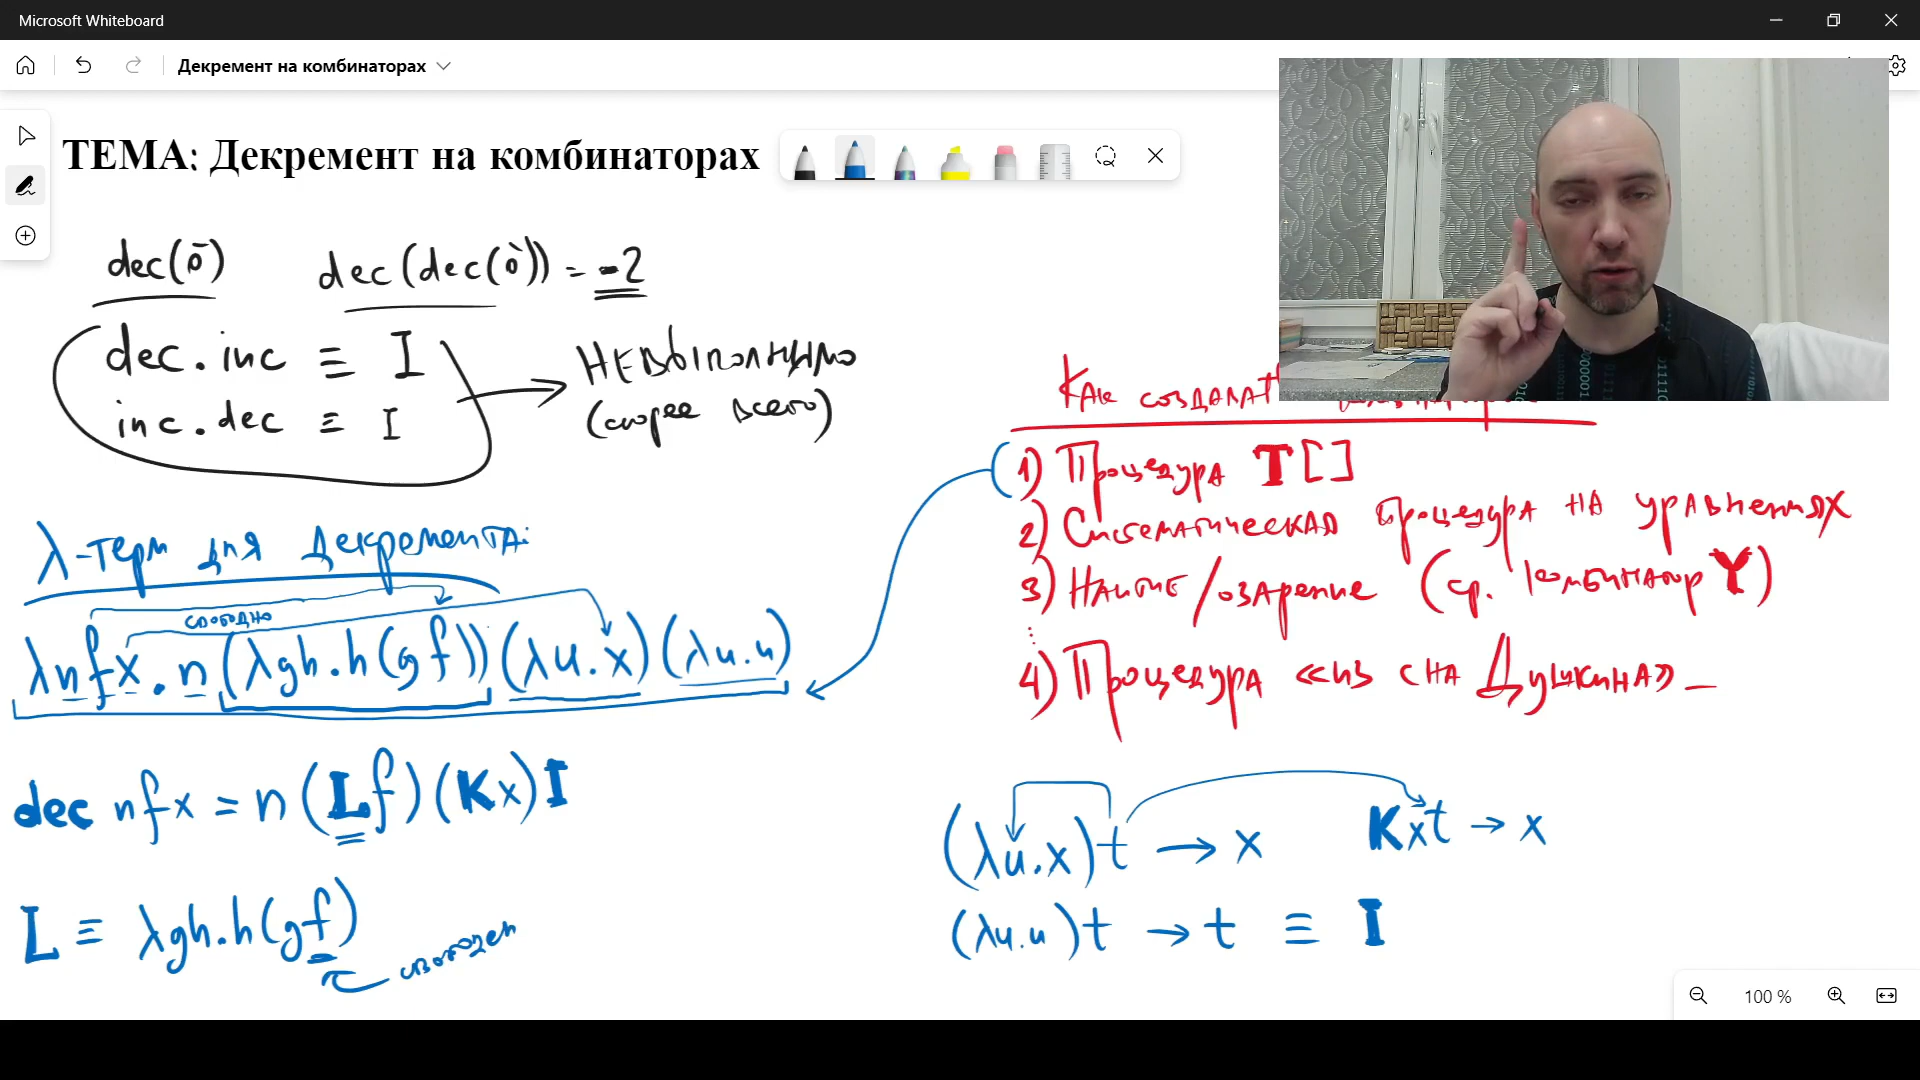 Microsoft Whiteboard
Декремент на комбинаторах
ТЕМА: Декремент на комбинаторах
dec(0̄)
dec(dec(0̄)) = -2
dec.inc ≡ I
inc.dec ≡ I
НЕВЫПОЛНИМО
(скорее всего)
λ-терм для декремента:
свободно
λnfx.n(λgh.h(gf))(λu.x)(λu.u)
dec nfx = n(Lf)(Kx)I
L ≡ λgh.h(gf)
свободен
Как создавать
1) Процедура T[]
2) Систематическая процедура на уравнениях
3) Наитие/озарение (ср. комбинатор Y)
4) Процедура «из сна Душкина»
(λu.x)t → x
Kxt → x
(λu.u)t → t ≡ I
100 %